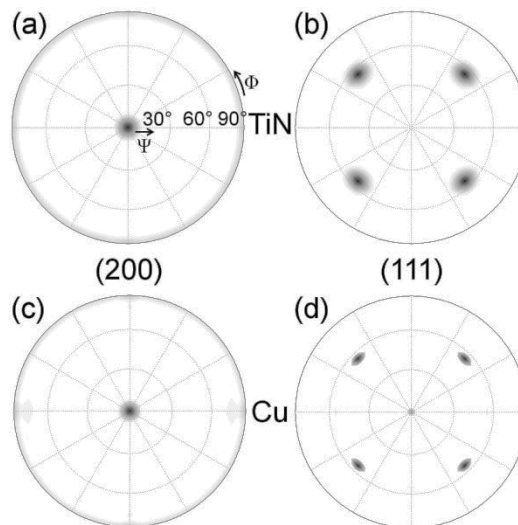 (a) (b)
Φ
30° 60° 90° TiN
Ψ
(200) (111)
(c) (d)
Cu